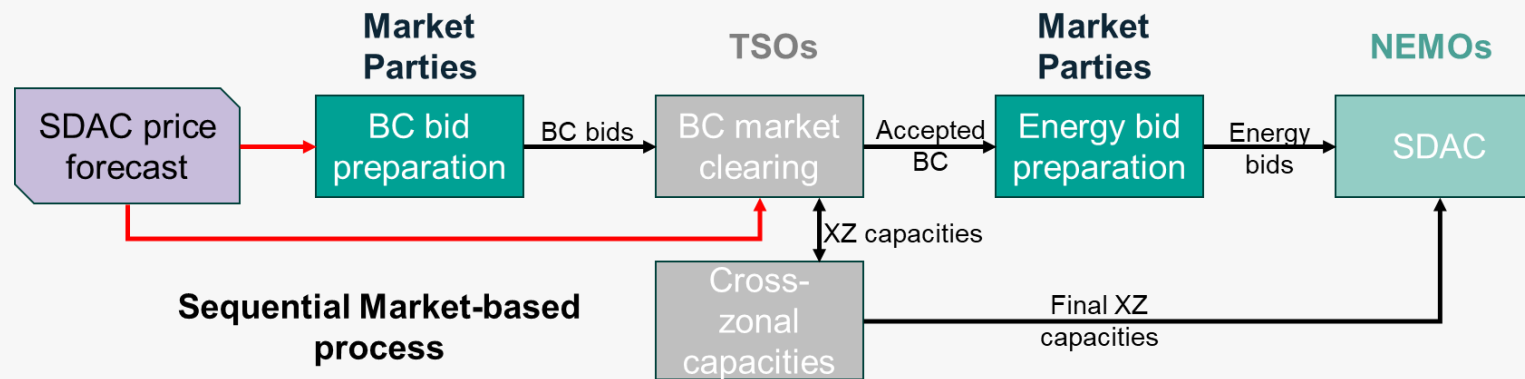 Market
Parties
TSOs
Market
Parties
NEMOs
SDAC price
forecast
BC bid
preparation
BC bids
BC market
clearing
Accepted
BC
Energy bid
preparation
Energy
bids
SDAC
XZ capacities
Sequential Market-based
process
Cross-
zonal
capacities
Final XZ
capacities